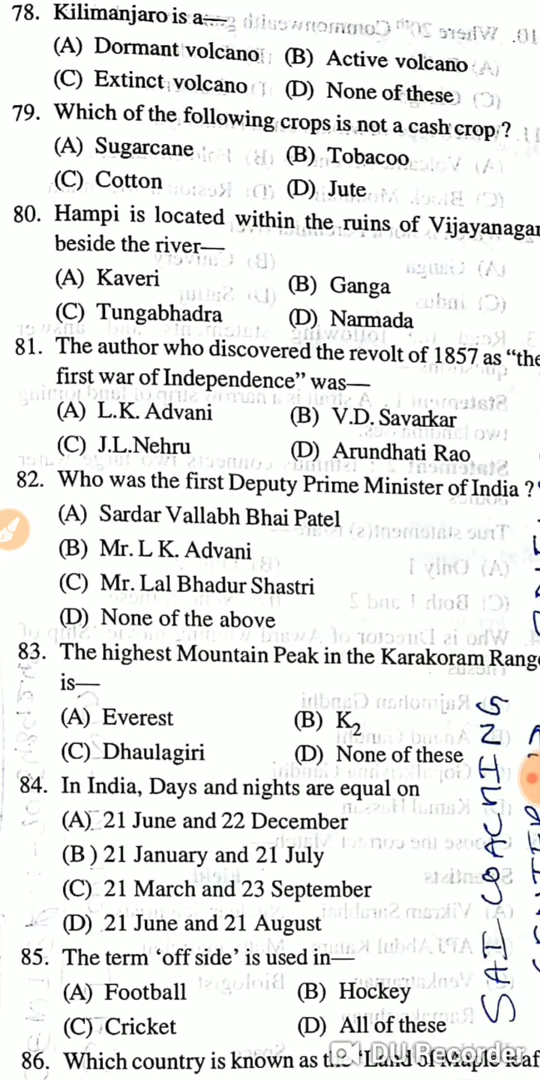 78. Kilimanjaro is a—
(A) Dormant volcano (B) Active volcano
(C) Extinct volcano (D) None of these
79. Which of the following crops is not a cash crop ?
(A) Sugarcane (B) Tobacoo
(C) Cotton (D) Jute
80. Hampi is located within the ruins of Vijayanagar
beside the river—
(A) Kaveri (B) Ganga
(C) Tungabhadra (D) Narmada
81. The author who discovered the revolt of 1857 as “the
first war of Independence” was—
(A) L.K. Advani (B) V.D. Savarkar
(C) J.L.Nehru (D) Arundhati Rao
82. Who was the first Deputy Prime Minister of India ?
(A) Sardar Vallabh Bhai Patel
(B) Mr. L K. Advani
(C) Mr. Lal Bhadur Shastri
(D) None of the above
83. The highest Mountain Peak in the Karakoram Range
is—
(A) Everest (B) K2
(C) Dhaulagiri (D) None of these
84. In India, Days and nights are equal on
(A) 21 June and 22 December
(B ) 21 January and 21 July
(C) 21 March and 23 September
(D) 21 June and 21 August
85. The term ‘off side’ is used in—
(A) Football (B) Hockey
(C) Cricket (D) All of these
86. Which country is known as the ‘Land of Maple leaf
SAI COACHING
DU Recorder